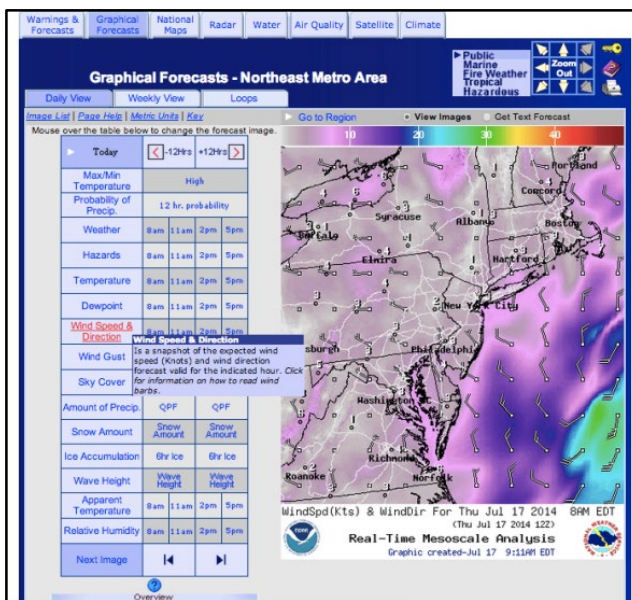 Warnings & Forecasts
Graphical Forecasts
National Maps
Radar
Water
Air Quality
Satellite
Climate
Graphical Forecasts - Northeast Metro Area
Public
Marine
Fire Weather
Tropical
Hazardous
Zoom Out
Daily View
Weekly View
Loops
Image List | Page Help | Metric Units | Key
Go to Region
View Images
Get Text Forecast
Mouse over the table below to change the forecast image.
10 20 30 40
Today
-12Hrs +12Hrs
Max/Min Temperature
High
Probability of Precip.
12 hr. probability
Weather 8am 11am 2pm 5pm
Hazards 8am 11am 2pm 5pm
Temperature 8am 11am 2pm 5pm
Dewpoint 8am 11am 2pm 5pm
Wind Speed & Direction 8am 11am 2pm 5pm
Wind Speed & Direction
Is a snapshot of the expected wind
speed (Knots) and wind direction
forecast valid for the indicated hour. Click
for information on how to read wind
barbs.
Wind Gust
Sky Cover
Amount of Precip. QPF QPF
Snow Amount Snow Amount Snow Amount
Ice Accumulation 6hr Ice 6hr Ice
Wave Height Wave Height Wave Height
Apparent Temperature 8am 11am 2pm 5pm
Relative Humidity 8am 11am 2pm 5pm
Next Image
Overview
Portland
Concord
Syracuse
Albany
Boston
Buffalo
Elmira
Hartford
New York City
sburgh
Philadelphia
Washington
Richmond
Roanoke
Norfolk
WindSpd(Kts) & WindDir For Thu Jul 17 2014 8AM EDT
(Thu Jul 17 2014 12Z)
Real-Time Mesoscale Analysis
Graphic created-Jul 17 9:11AM EDT